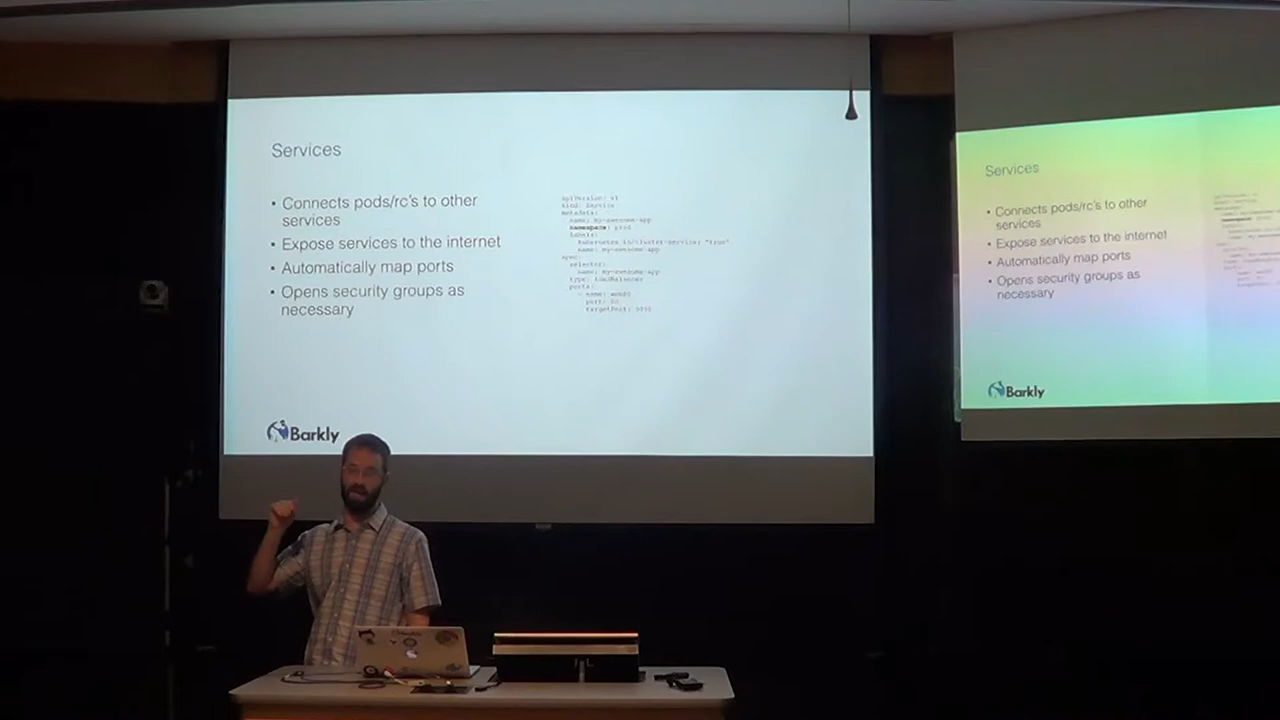 Services
• Connects pods/rc's to other
services
• Expose services to the internet
• Automatically map ports
• Opens security groups as
necessary
apiVersion: v1
kind: Service
metadata:
name: my-awesome-app
namespace: prod
labels:
kubernetes.io/cluster-service: "true"
name: my-awesome-app
spec:
selector:
name: my-awesome-app
type: LoadBalancer
ports:
port: 80
Barkly
Services
• Connects pods/rc's to other
services
• Expose services to the internet
• Automatically map ports
• Opens security groups as
necessary
Barkly